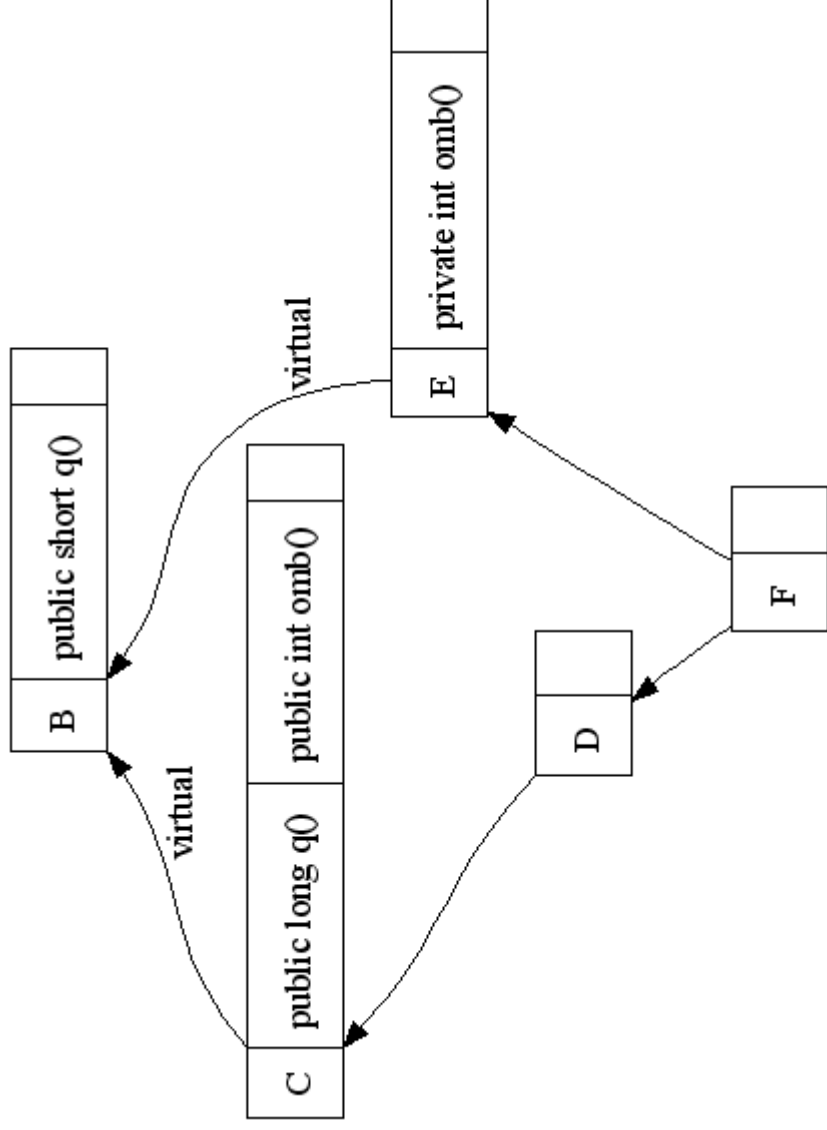 B
public short q()
virtual
virtual
C
public long q()
public int omb()
E
private int omb()
D
F